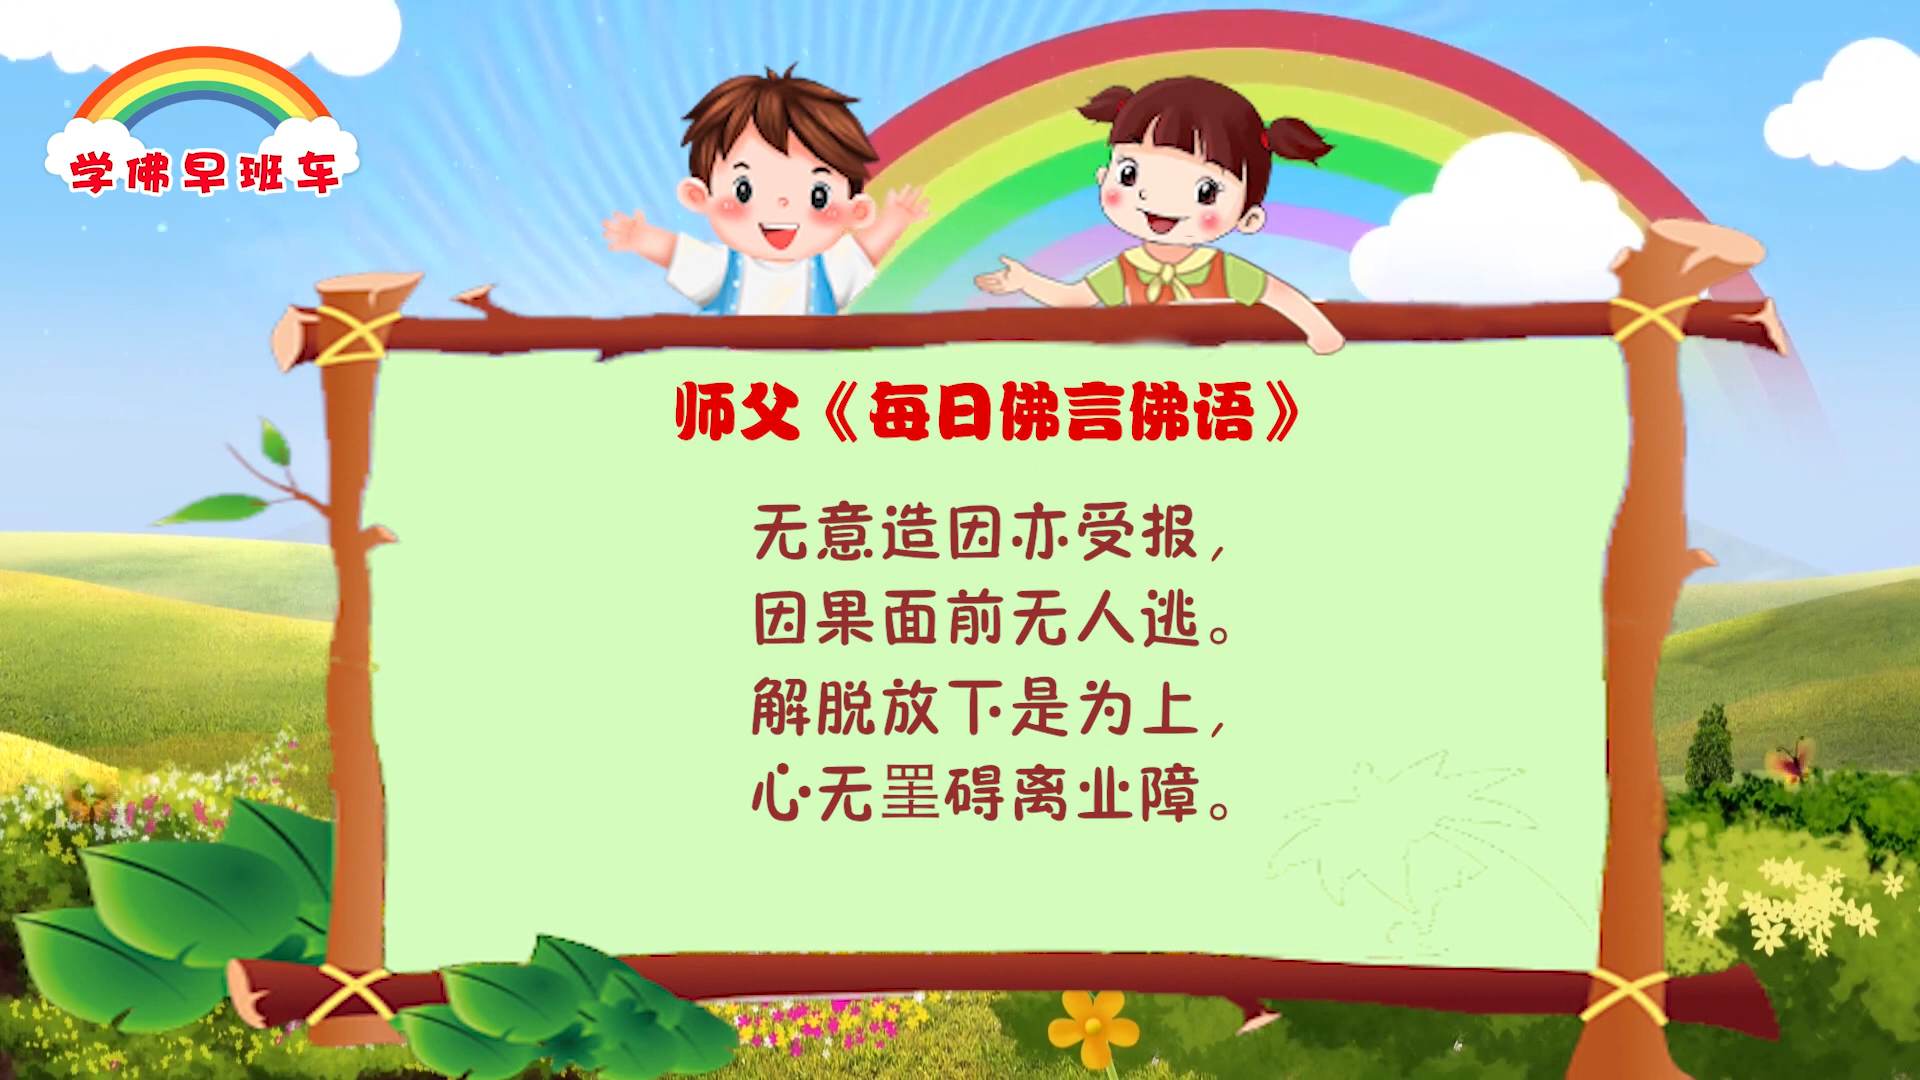 学佛早班车
师父《每日佛言佛语》
无意造因亦受报，
因果面前无人逃。
解脱放下是为上，
心无罣碍离业障。